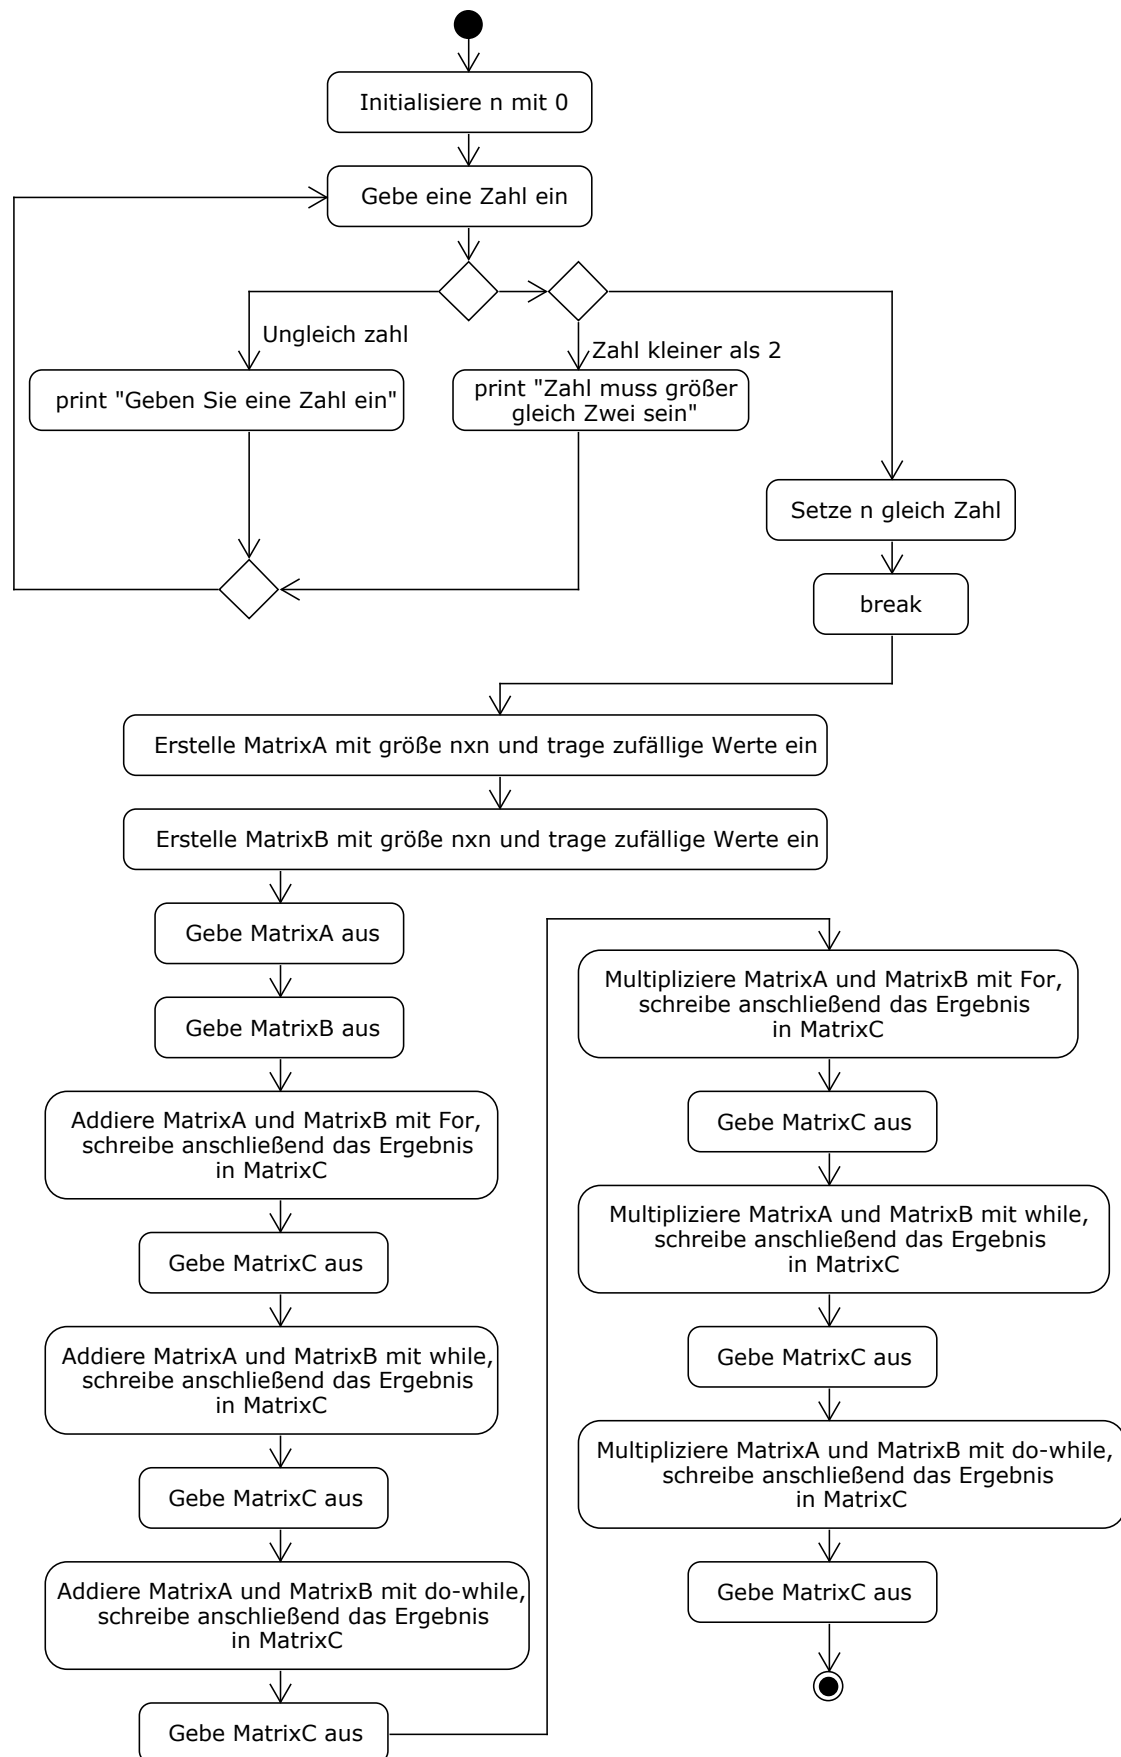 Initialisiere n mit 0
Gebe eine Zahl ein
Ungleich zahl
Zahl kleiner als 2
print "Geben Sie eine Zahl ein"
print "Zahl muss größer
gleich Zwei sein"
Setze n gleich Zahl
break
Erstelle MatrixA mit größe nxn und trage zufällige Werte ein
Erstelle MatrixB mit größe nxn und trage zufällige Werte ein
Gebe MatrixA aus
Gebe MatrixB aus
Addiere MatrixA und MatrixB mit For,
schreibe anschließend das Ergebnis
in MatrixC
Gebe MatrixC aus
Addiere MatrixA und MatrixB mit while,
schreibe anschließend das Ergebnis
in MatrixC
Gebe MatrixC aus
Addiere MatrixA und MatrixB mit do-while,
schreibe anschließend das Ergebnis
in MatrixC
Gebe MatrixC aus
Multipliziere MatrixA und MatrixB mit For,
schreibe anschließend das Ergebnis
in MatrixC
Gebe MatrixC aus
Multipliziere MatrixA und MatrixB mit while,
schreibe anschließend das Ergebnis
in MatrixC
Gebe MatrixC aus
Multipliziere MatrixA und MatrixB mit do-while,
schreibe anschließend das Ergebnis
in MatrixC
Gebe MatrixC aus